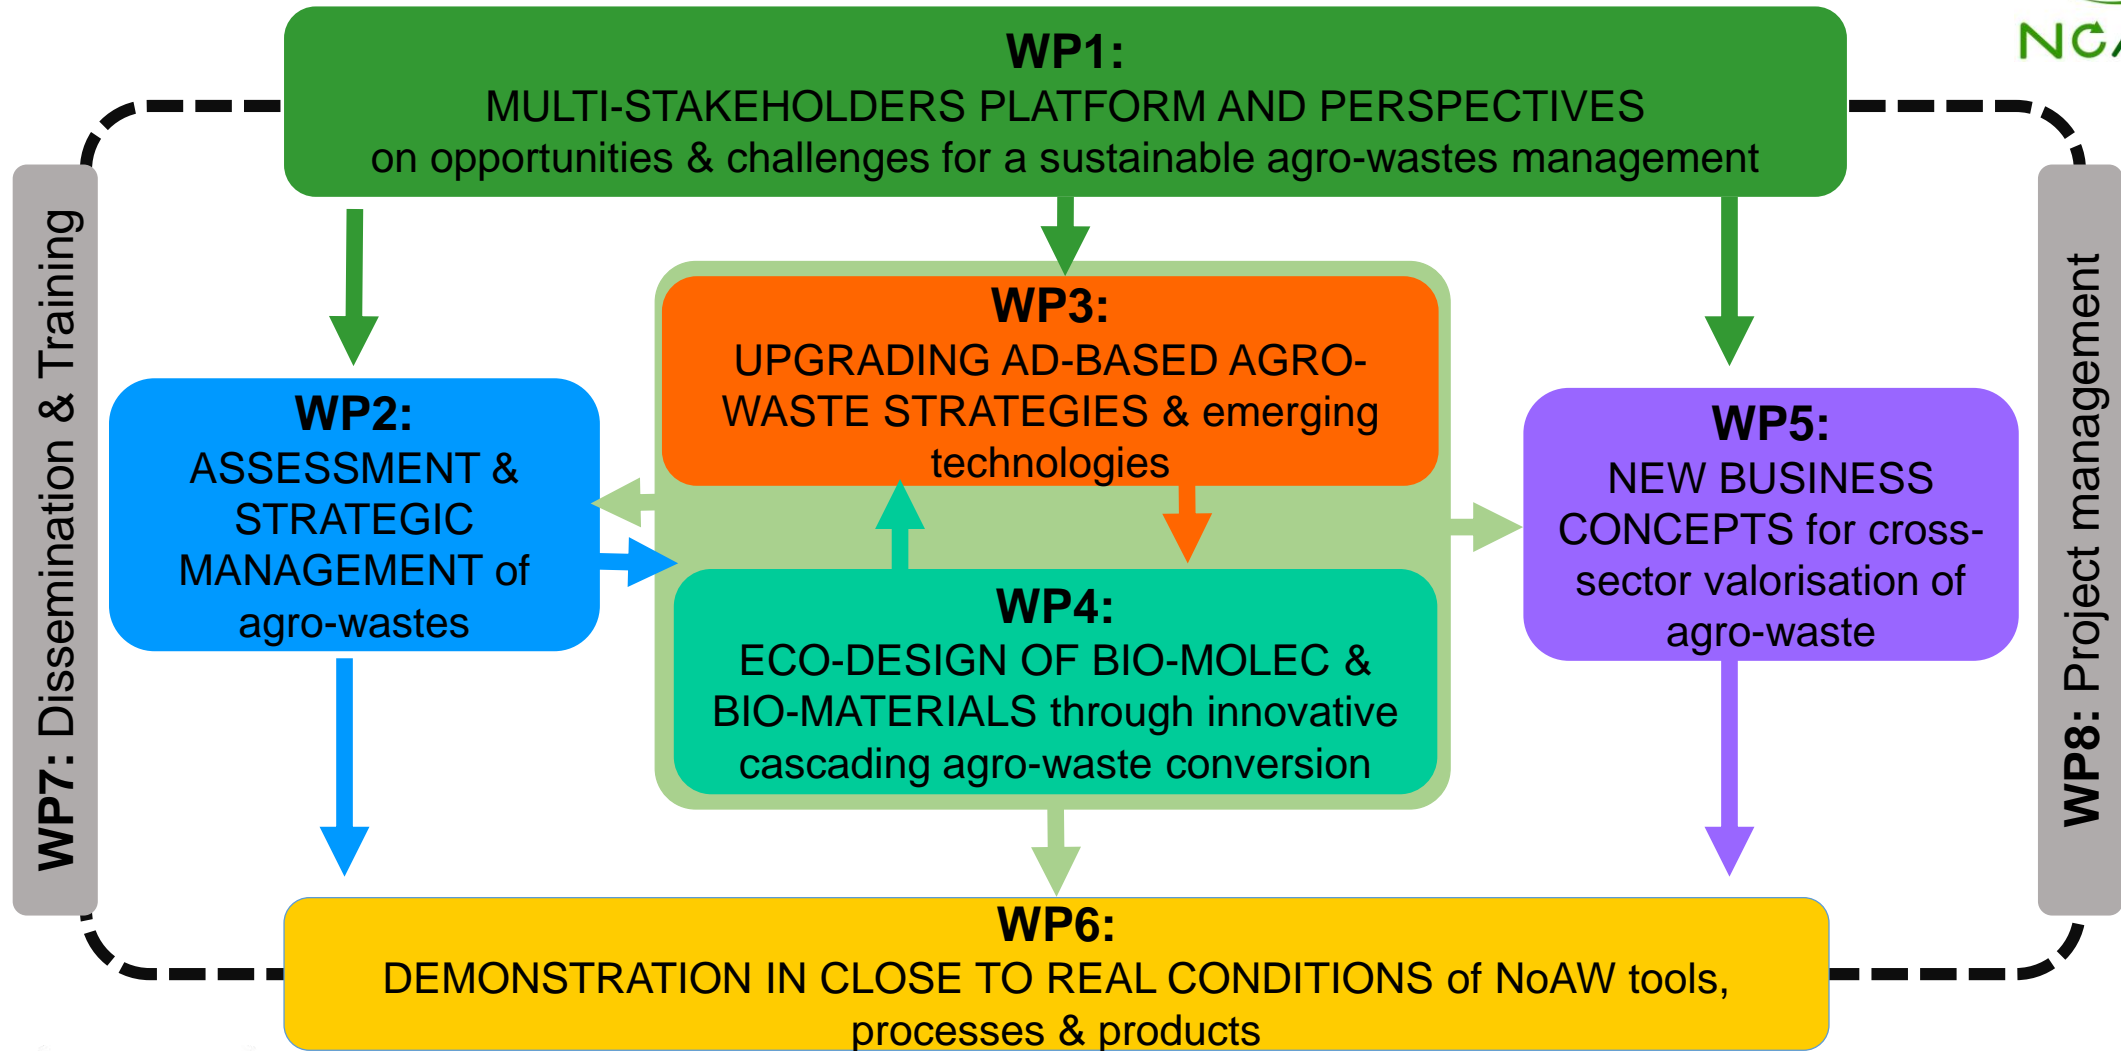 WP1:
MULTI-STAKEHOLDERS PLATFORM AND PERSPECTIVES
on opportunities & challenges for a sustainable agro-wastes management
WP7: Dissemination & Training
WP3:
UPGRADING AD-BASED AGRO-
WASTE STRATEGIES & emerging
technologies
WP2:
ASSESSMENT &
STRATEGIC
MANAGEMENT of
agro-wastes
WP4:
ECO-DESIGN OF BIO-MOLEC &
BIO-MATERIALS through innovative
cascading agro-waste conversion
WP5:
NEW BUSINESS
CONCEPTS for cross-
sector valorisation of
agro-waste
WP8: Project management
WP6:
DEMONSTRATION IN CLOSE TO REAL CONDITIONS of NoAW tools,
processes & products